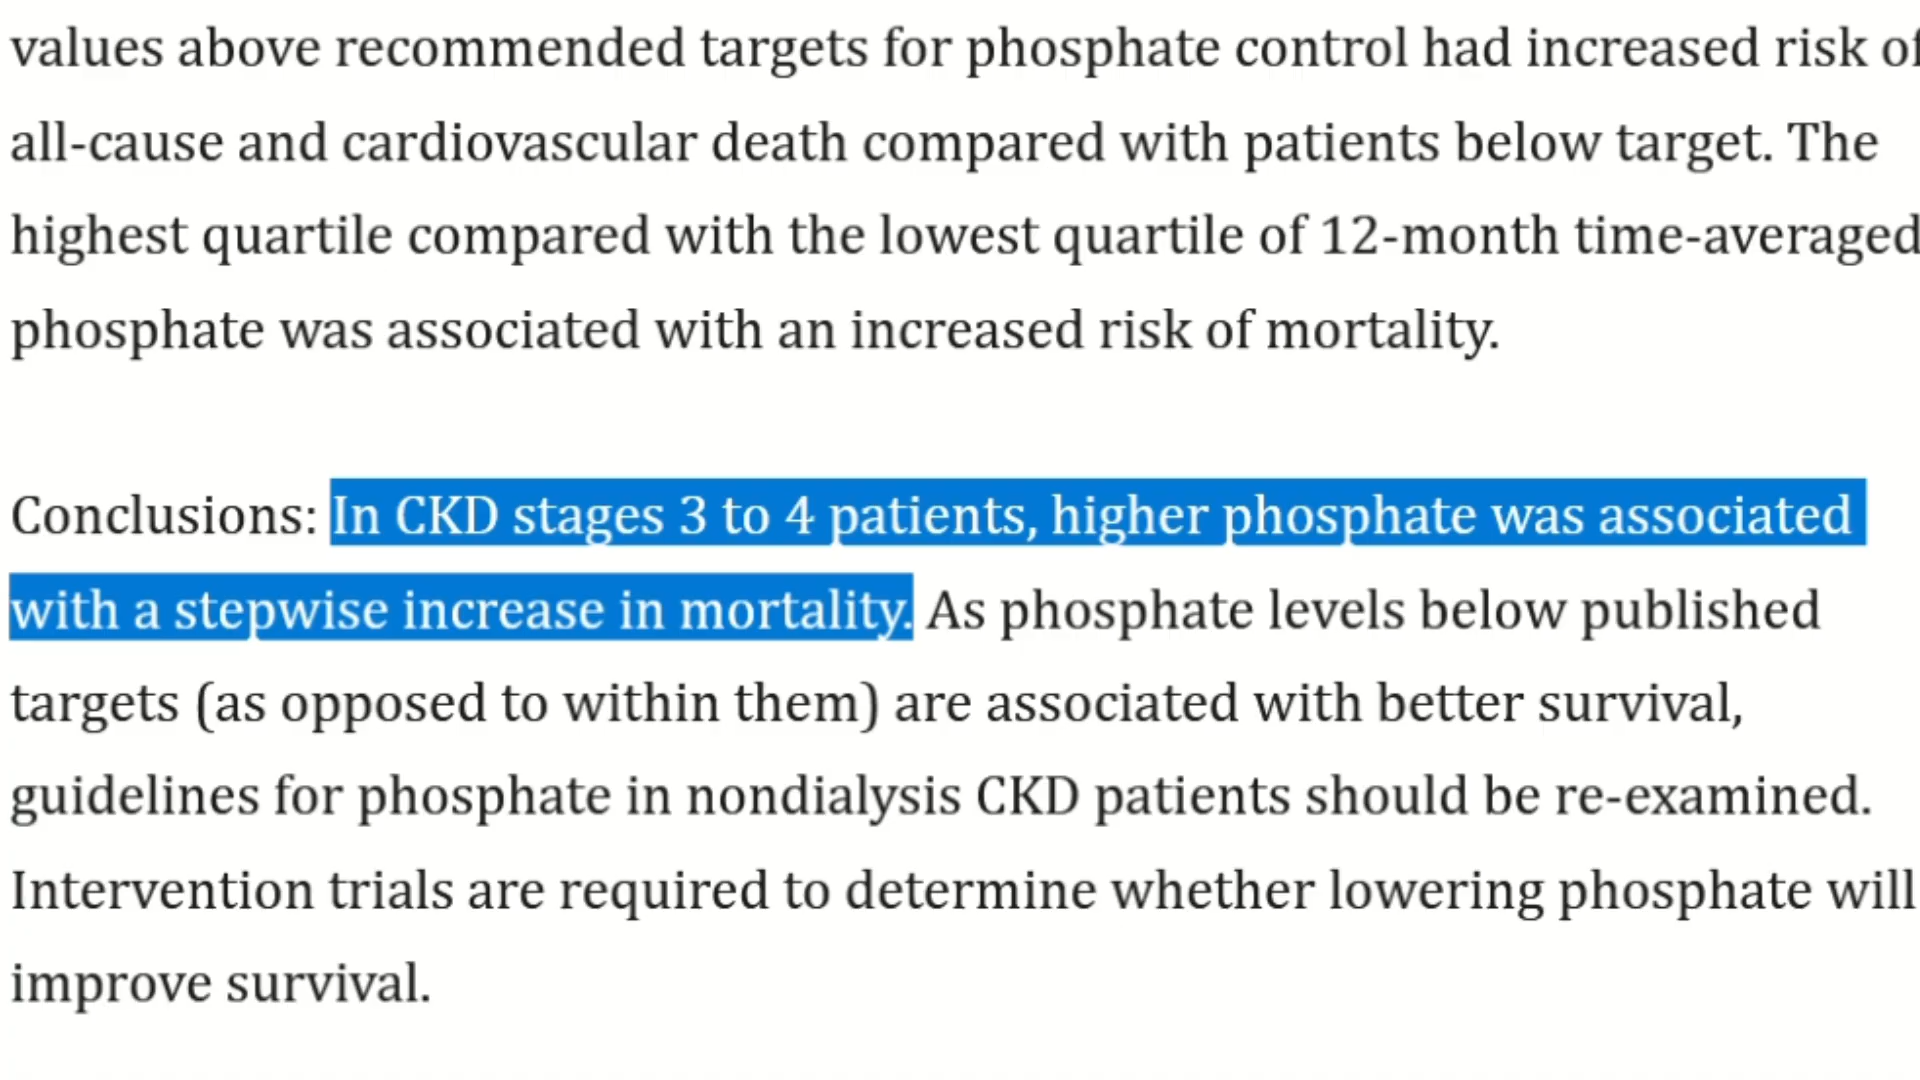 values above recommended targets for phosphate control had increased risk of
all-cause and cardiovascular death compared with patients below target. The
highest quartile compared with the lowest quartile of 12-month time-averaged
phosphate was associated with an increased risk of mortality.
Conclusions: In CKD stages 3 to 4 patients, higher phosphate was associated
with a stepwise increase in mortality. As phosphate levels below published
targets (as opposed to within them) are associated with better survival,
guidelines for phosphate in nondialysis CKD patients should be re-examined.
Intervention trials are required to determine whether lowering phosphate will
improve survival.